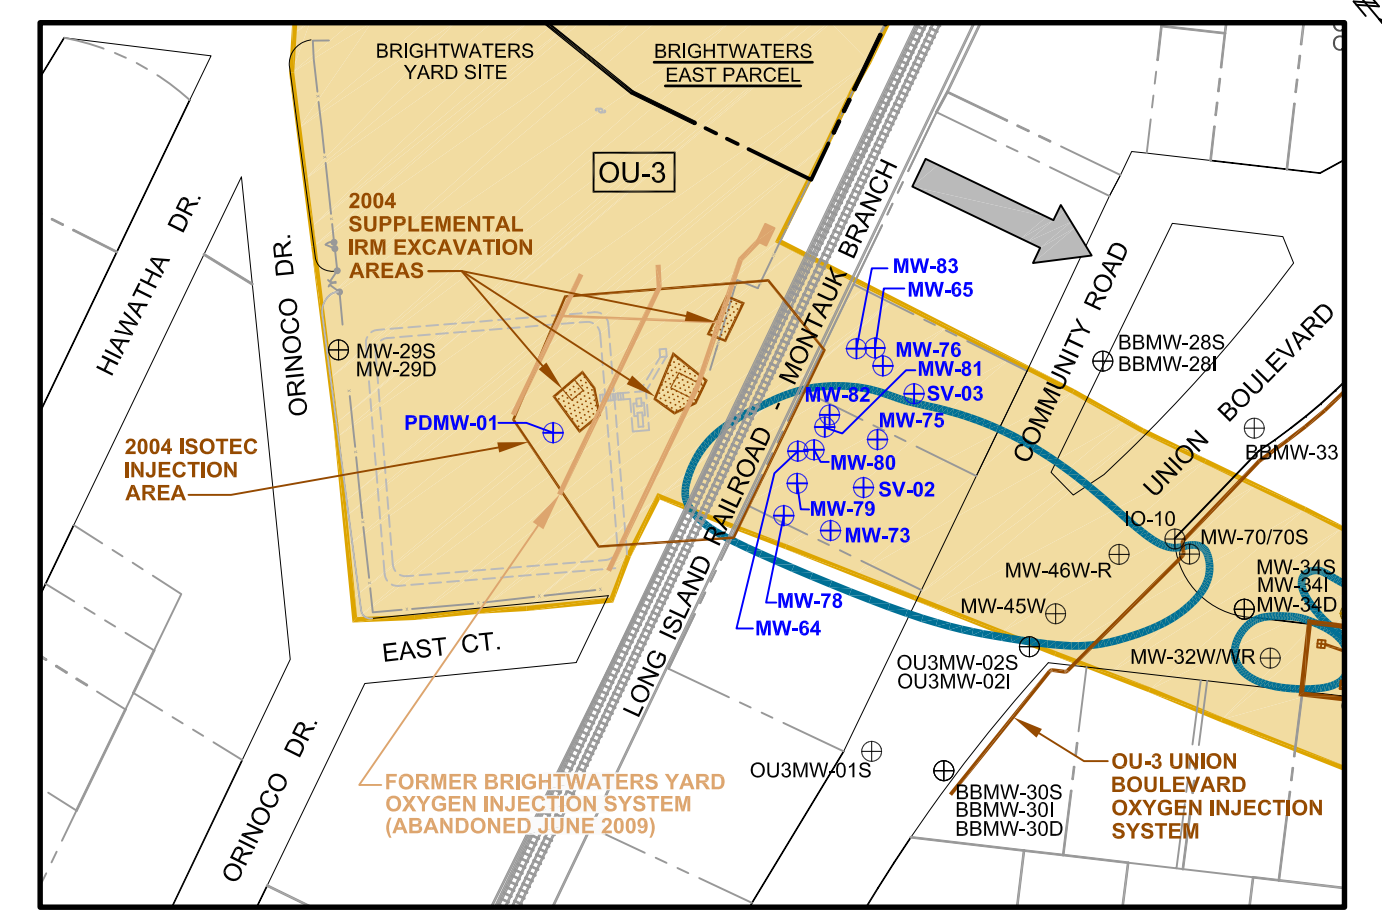 BRIGHTWATERS
YARD SITE
BRIGHTWATERS
EAST PARCEL
OU-3
2004
SUPPLEMENTAL
IRM EXCAVATION
AREAS
HIAWATHA DR.
ORINOCO DR.
LONG ISLAND RAILROAD - MONTAUK BRANCH
COMMUNITY ROAD
UNION BOULEVARD
MW-83
MW-65
MW-76
MW-81
SV-03
MW-82
MW-75
MW-80
SV-02
MW-79
MW-73
MW-78
MW-64
MW-29S
MW-29D
PDMW-01
2004 ISOTEC
INJECTION
AREA
BBMW-28S
BBMW-28I
BBMW-33
IO-10
MW-70/70S
MW-46W-R
MW-34S
MW-34I
MW-34D
MW-45W
MW-32W/WR
OU3MW-02S
OU3MW-02I
EAST CT.
ORINOCO DR.
OU3MW-01S
BBMW-30S
BBMW-30I
BBMW-30D
FORMER BRIGHTWATERS YARD
OXYGEN INJECTION SYSTEM
(ABANDONED JUNE 2009)
OU-3 UNION
BOULEVARD
OXYGEN INJECTION
SYSTEM